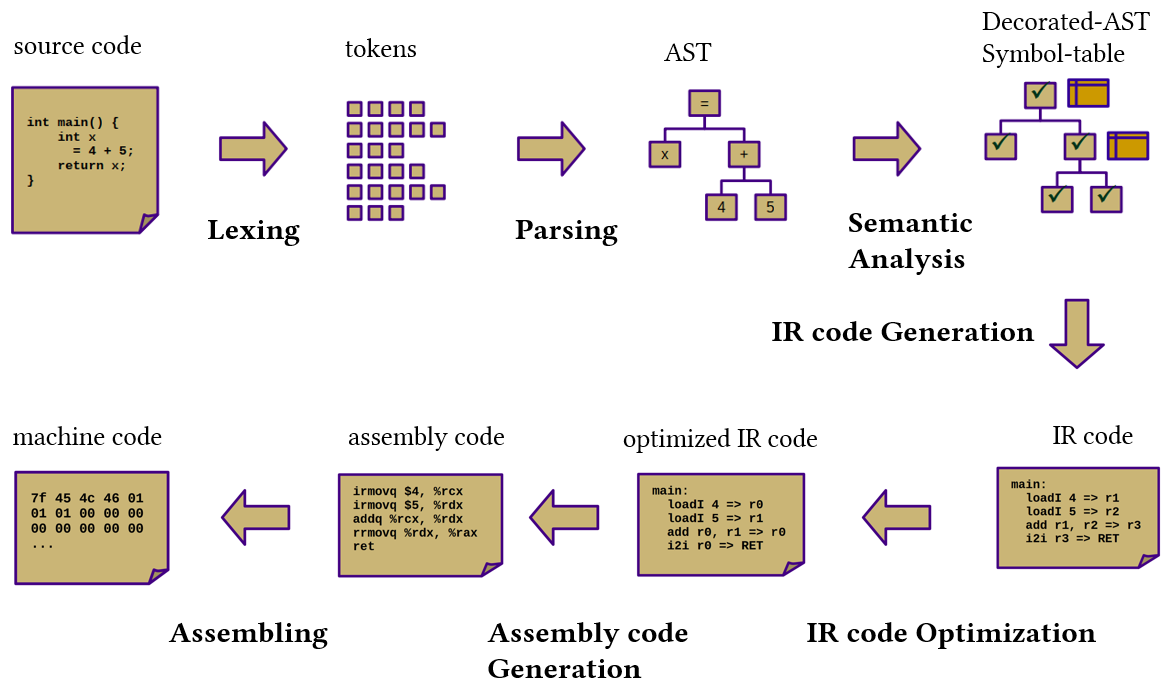 source code
int main() {
int x
= 4 + 5;
return x;
}
Lexing
tokens
Parsing
AST
=
x
+
4
5
Semantic
Analysis
Decorated-AST
Symbol-table
✓
✓
✓
✓
✓
IR code Generation
machine code
7f 45 4c 46 01
01 01 00 00 00
00 00 00 00 00
...
assembly code
irmovq $4, %rcx
irmovq $5, %rdx
addq %rcx, %rdx
rrmovq %rdx, %rax
ret
optimized IR code
main:
loadI 4 => r0
loadI 5 => r1
add r0, r1 => r0
i2i r0 => RET
IR code
main:
loadI 4 => r1
loadI 5 => r2
add r1, r2 => r3
i2i r3 => RET
Assembling
Assembly code
Generation
IR code Optimization